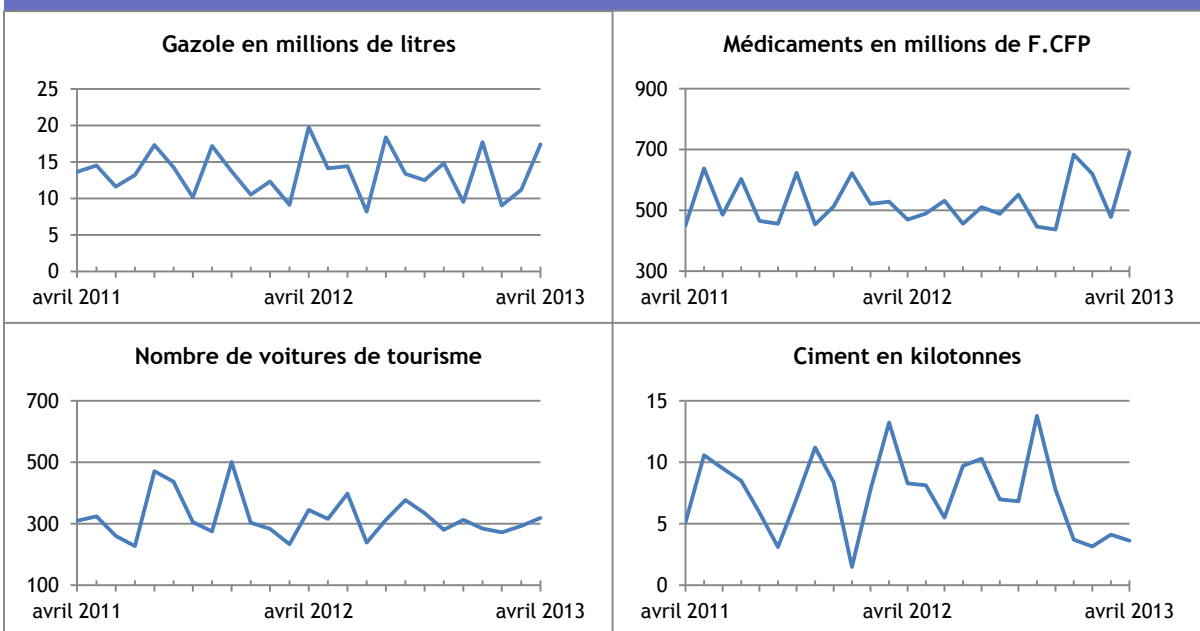 Gazole en millions de litres
25
20
15
10
5
0
avril 2011 avril 2012 avril 2013
Médicaments en millions de F.CFP
900
700
500
300
avril 2011 avril 2012 avril 2013
Nombre de voitures de tourisme
700
500
300
100
avril 2011 avril 2012 avril 2013
Ciment en kilotonnes
15
10
5
0
avril 2011 avril 2012 avril 2013